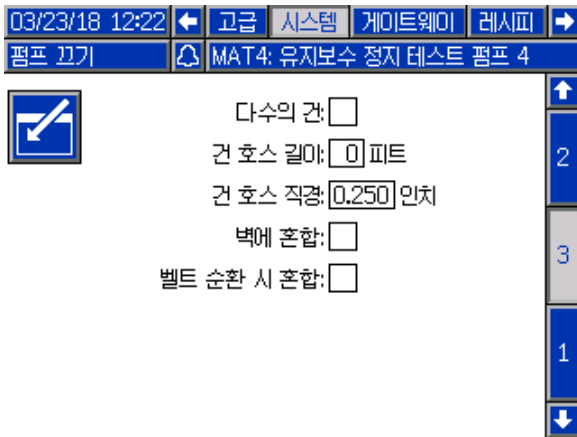 03/23/18 12:22 고급 시스템 게이트웨이 레시피
펌프 끄기 MAT4: 유지보수 정지 테스트 펌프 4
다수의 건:
건 호스 길이: 0 피트
건 호스 직경: 0.250 인치
벽에 혼합:
벨트 순환 시 혼합:
2
3
1